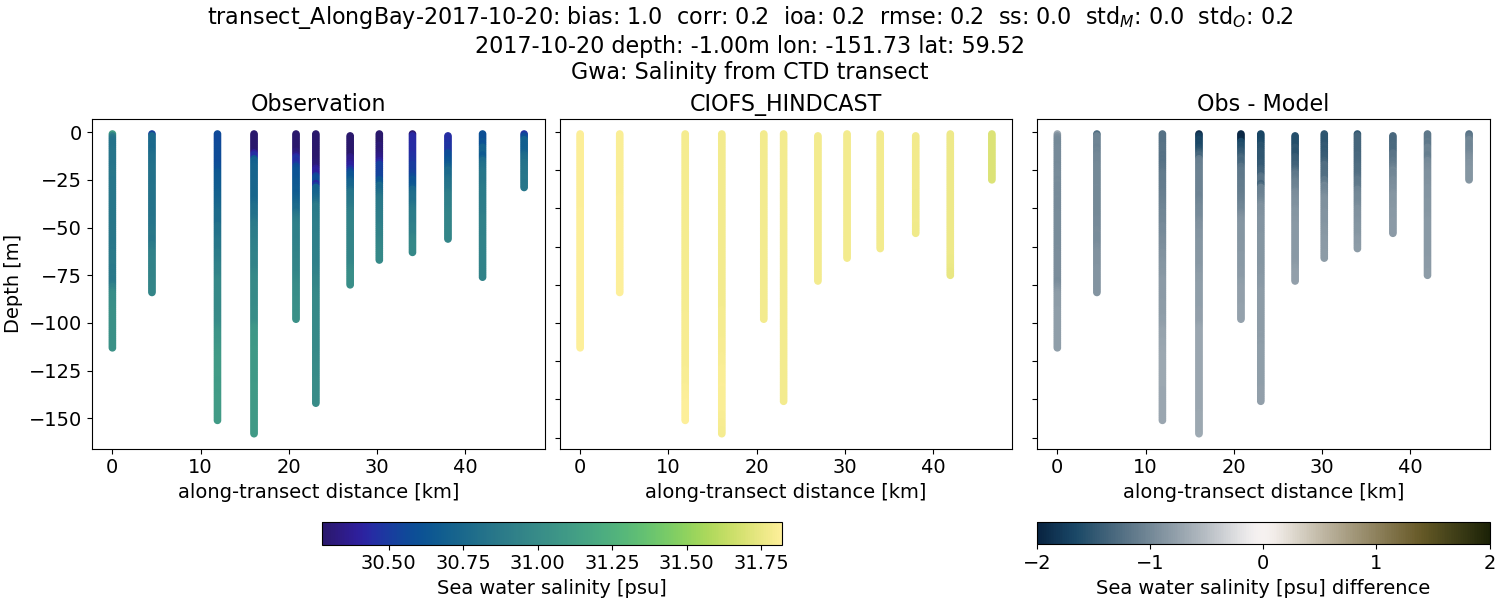 transect_AlongBay-2017-10-20: bias: 1.0 corr: 0.2 ioa: 0.2 rmse: 0.2 ss: 0.0 std_M: 0.0 std_O: 0.2
2017-10-20 depth: -1.00m lon: -151.73 lat: 59.52
Gwa: Salinity from CTD transect
Observation
CIOFS_HINDCAST
Obs - Model
Depth [m]
0
−25
−50
−75
−100
−125
−150
0 10 20 30 40
0 10 20 30 40
0 10 20 30 40
along-transect distance [km]
along-transect distance [km]
along-transect distance [km]
30.50 30.75 31.00 31.25 31.50 31.75
Sea water salinity [psu]
−2 −1 0 1 2
Sea water salinity [psu] difference